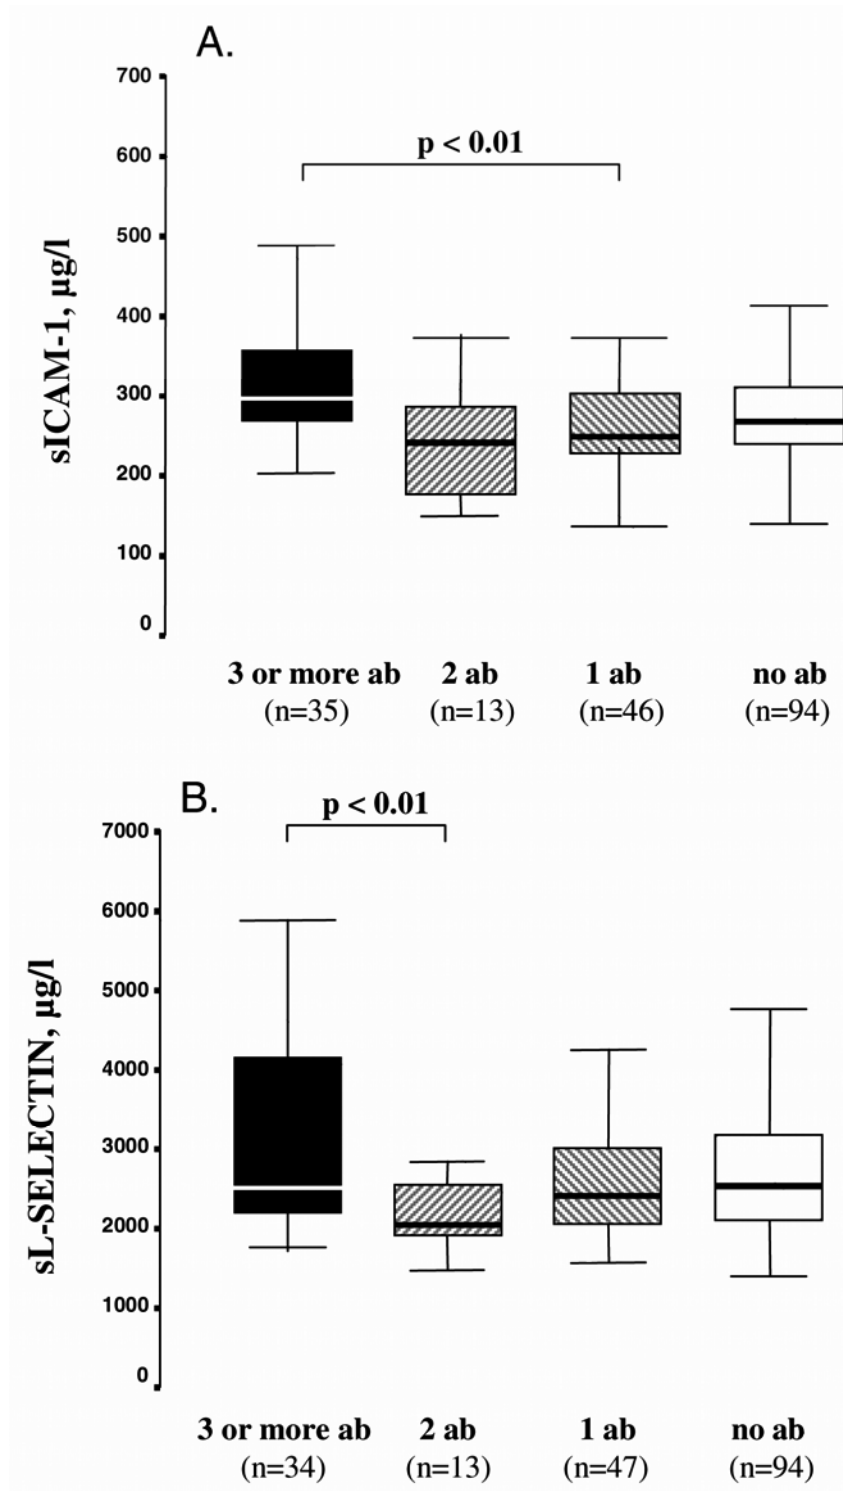 A.
700
600
500
400
300
200
100
0
sICAM-1, µg/l
p < 0.01
3 or more ab 2 ab 1 ab no ab
(n=35) (n=13) (n=46) (n=94)
B.
p < 0.01
7000
6000
5000
4000
3000
2000
1000
0
sL-SELECTIN, µg/l
3 or more ab 2 ab 1 ab no ab
(n=34) (n=13) (n=47) (n=94)